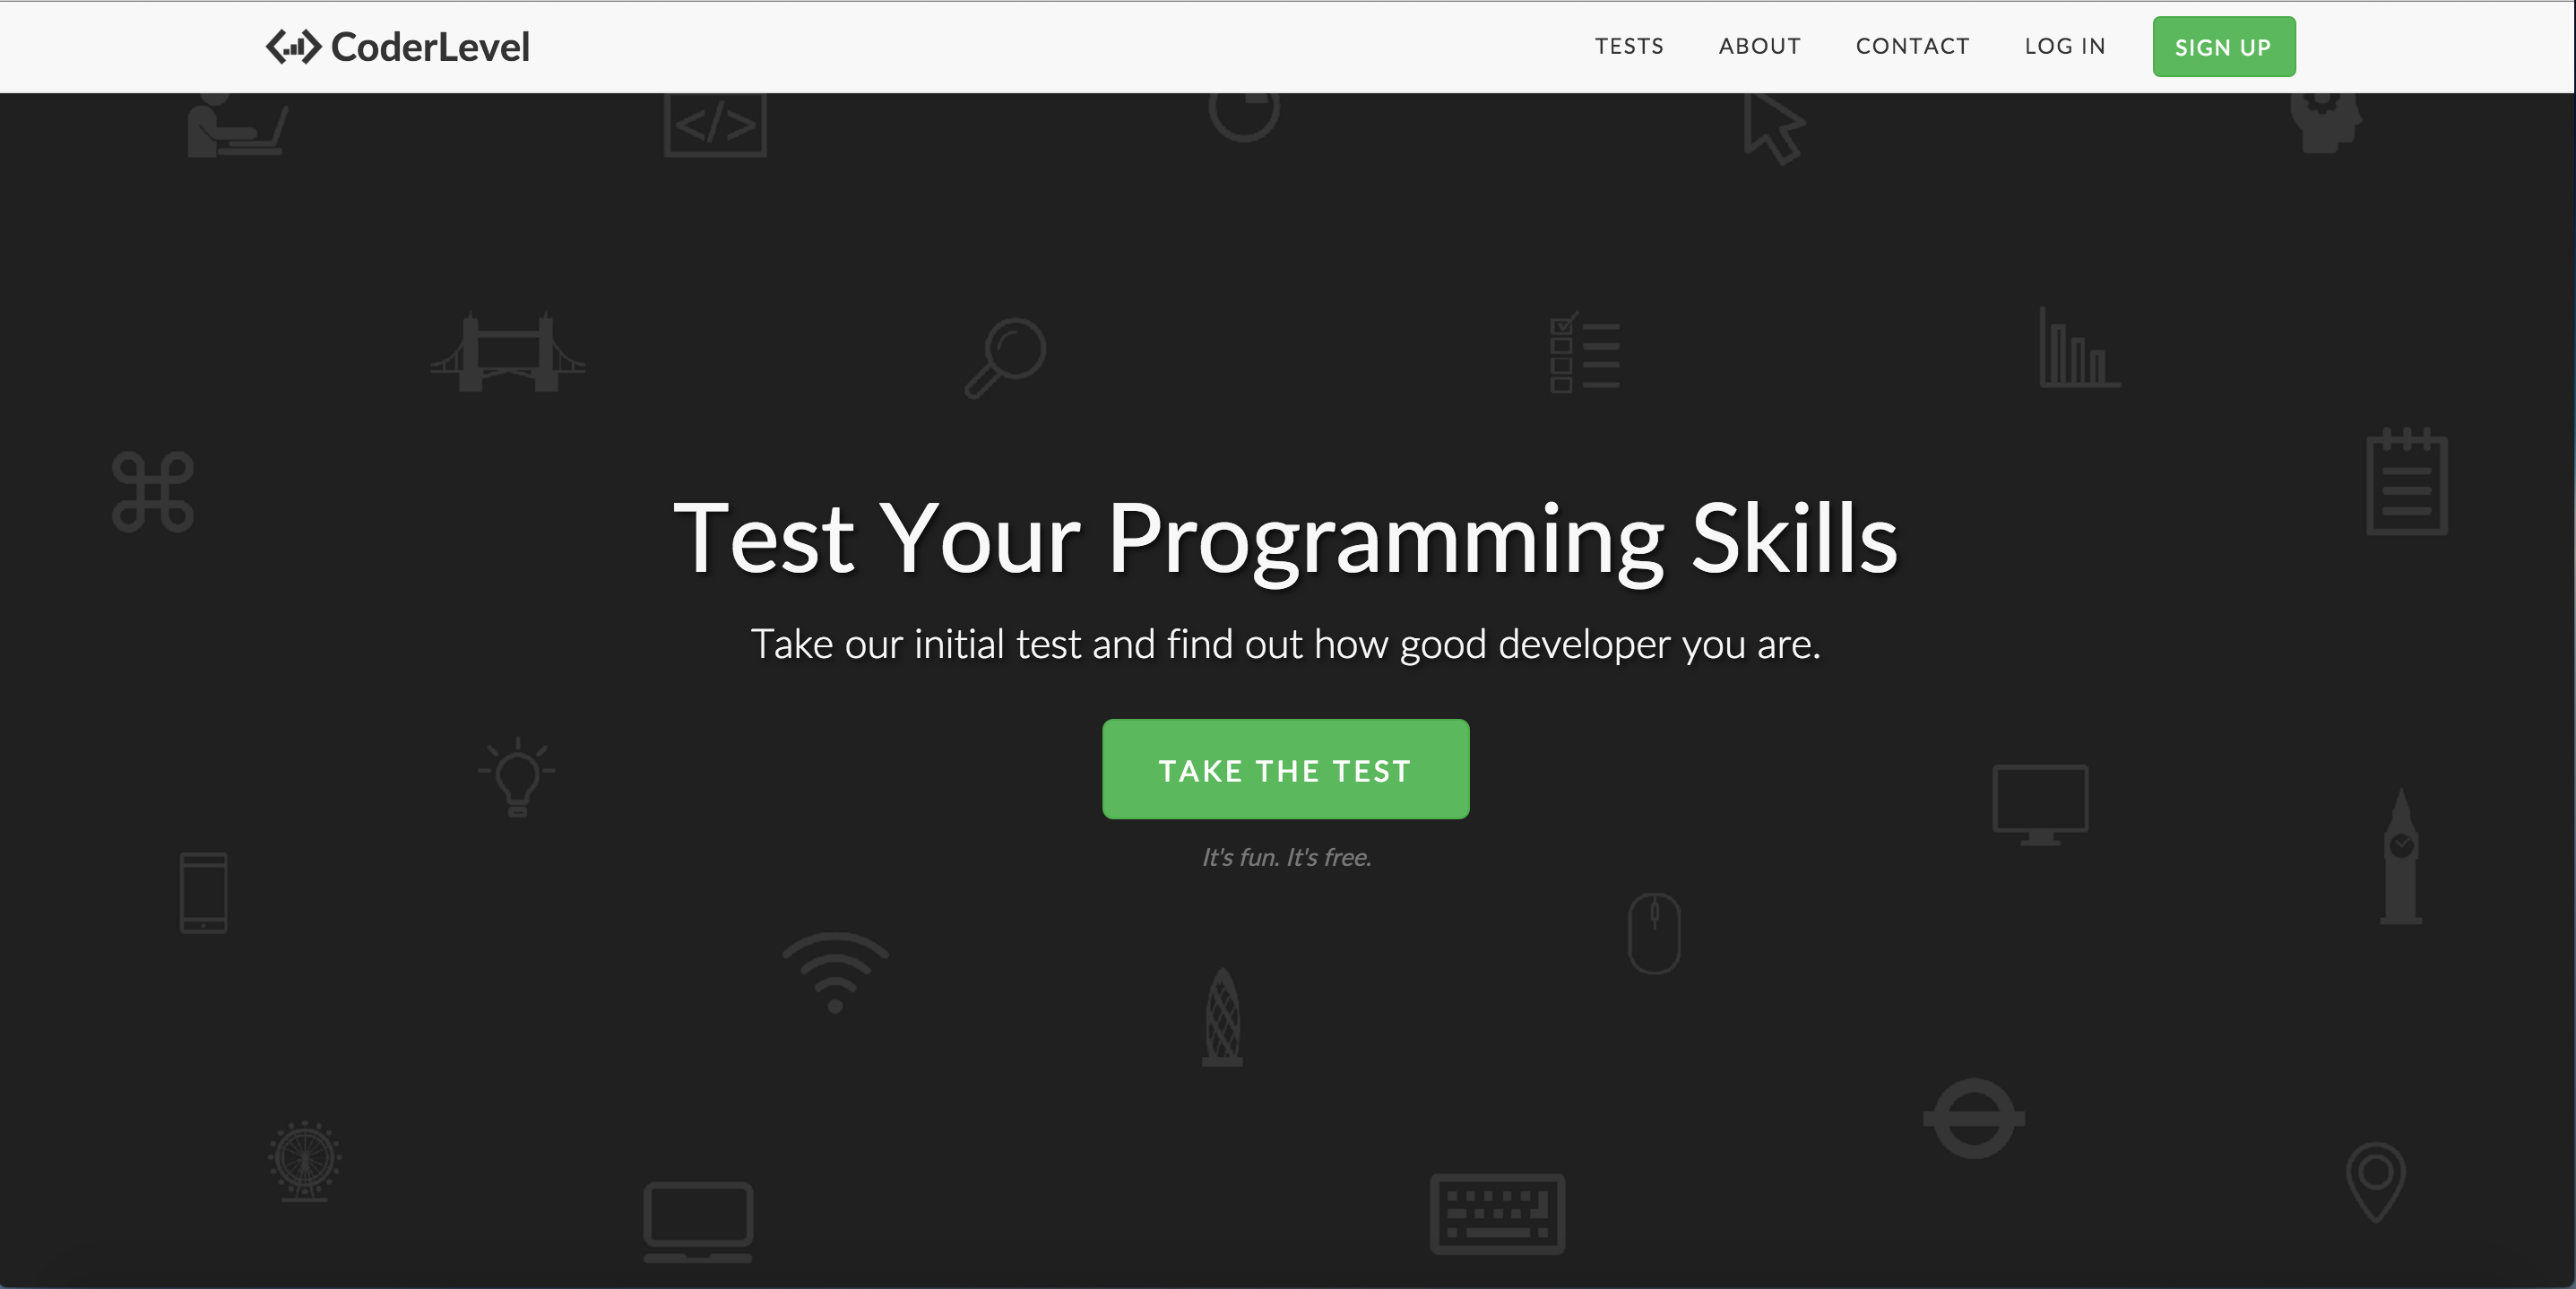 CoderLevel
TESTS ABOUT CONTACT LOG IN SIGN UP
</>
Test Your Programming Skills
Take our initial test and find out how good developer you are.
TAKE THE TEST
It's fun. It's free.